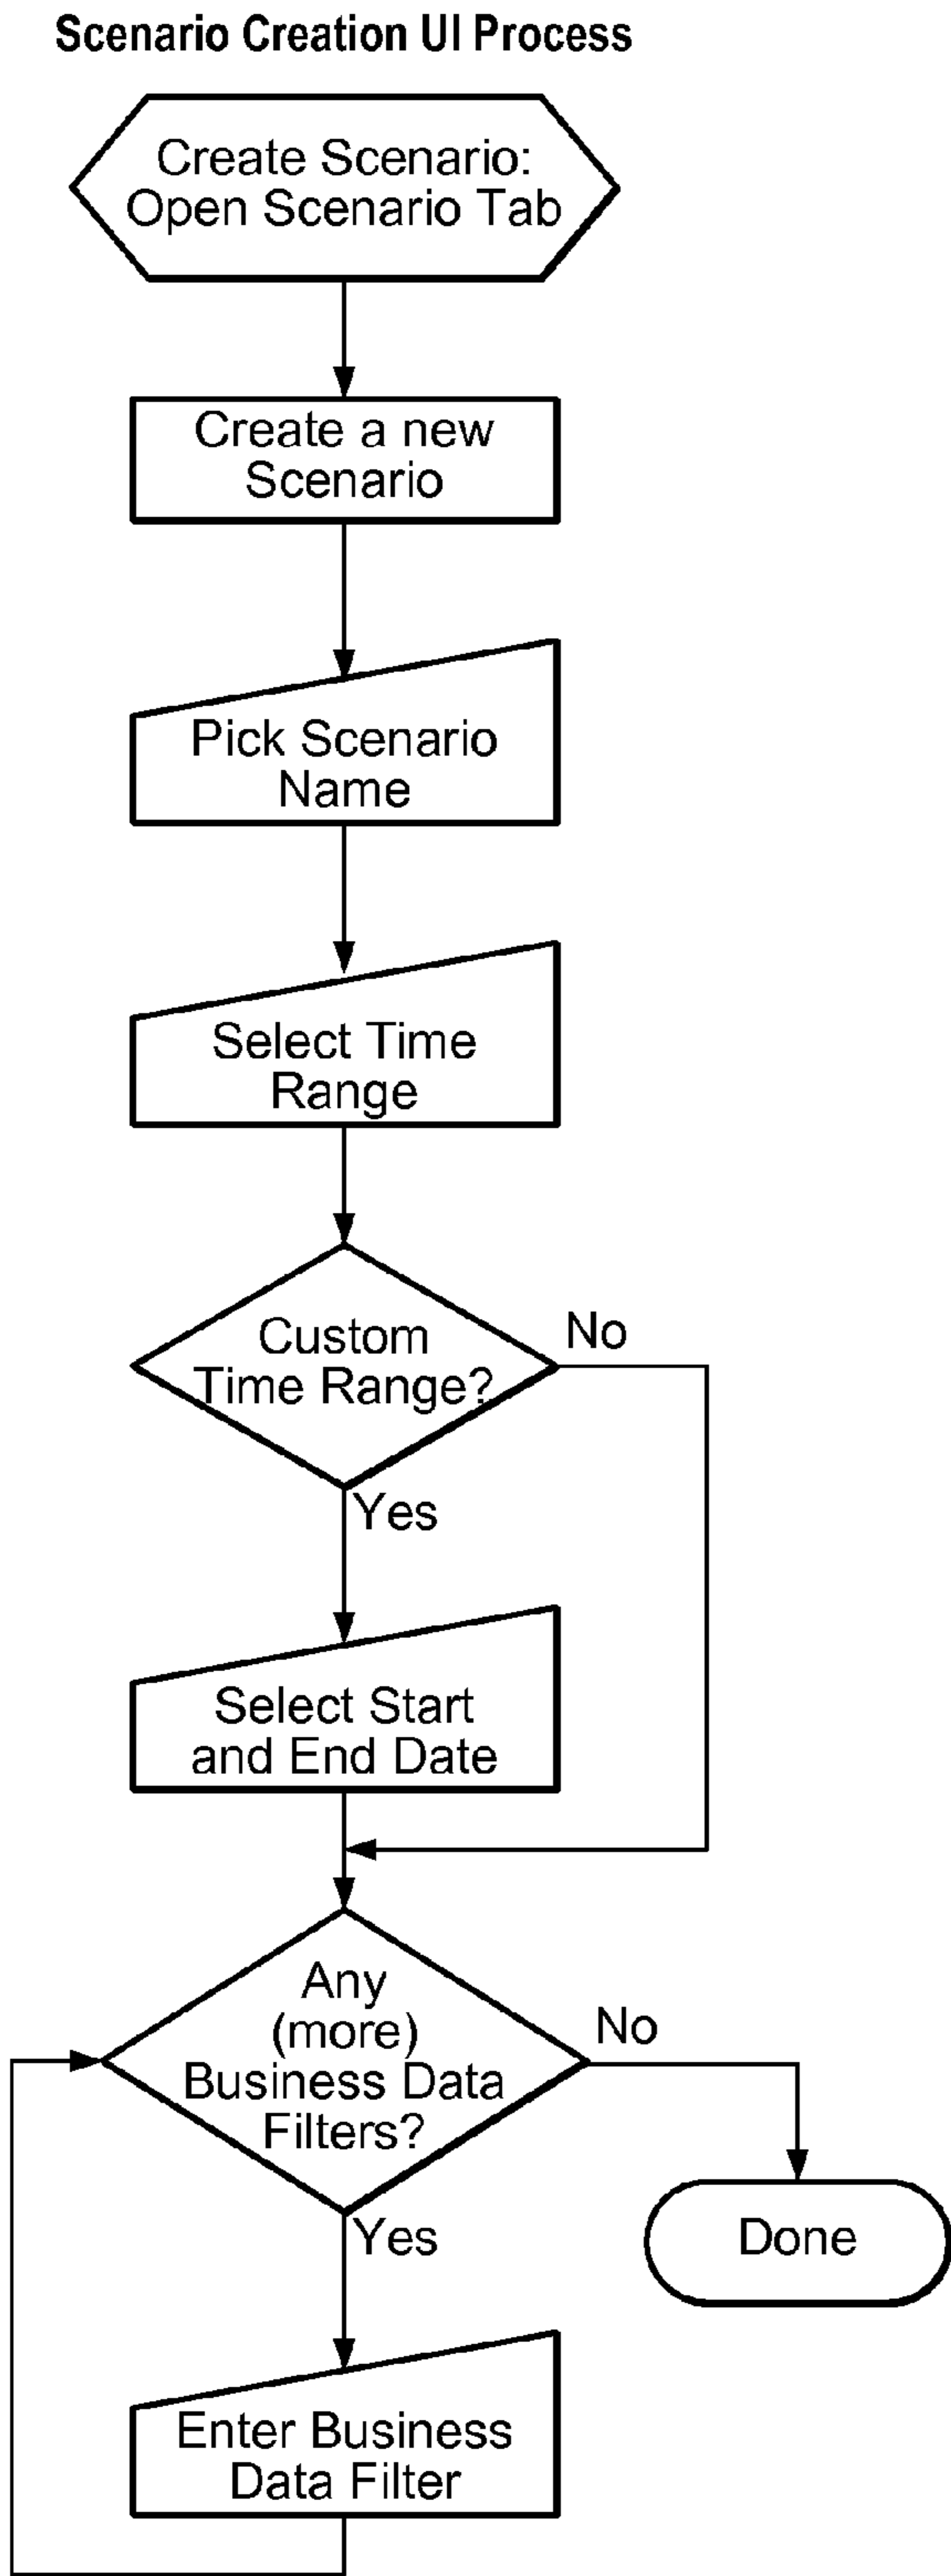 Scenario Creation UI Process
Create Scenario:
Open Scenario Tab
Create a new
Scenario
Pick Scenario
Name
Select Time
Range
Custom
Time Range?
No
Yes
Select Start
and End Date
Any
(more)
Business Data
Filters?
No
Yes
Done
Enter Business
Data Filter